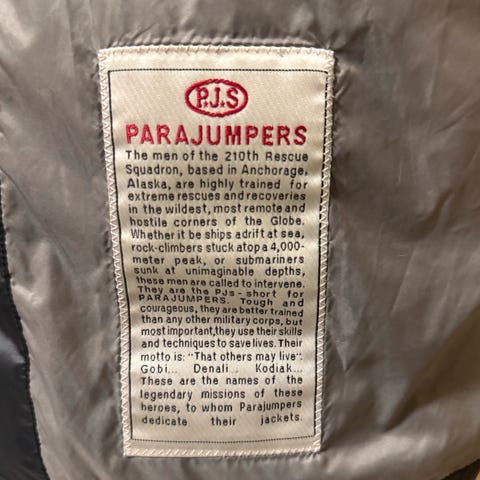 P.J.S
PARAJUMPERS
The men of the 210th Rescue
Squadron, based in Anchorage,
Alaska, are highly trained for
extreme rescues and recoveries
in the wildest, most remote and
hostile corners of the Globe.
Whether it be ships adrift at sea,
rock-climbers stuck atop a 4,000-
meter peak, or submariners
sunk at unimaginable depths,
these men are called to intervene.
They are the PJs - short for
PARAJUMPERS. Tough and
courageous, they are better trained
than any other military corps, but
most important,they use their skills
and techniques to save lives. Their
motto is: "That others may live".
Gobi... Denali... Kodiak...
These are the names of the
legendary missions of these
heroes, to whom Parajumpers
dedicate their jackets.